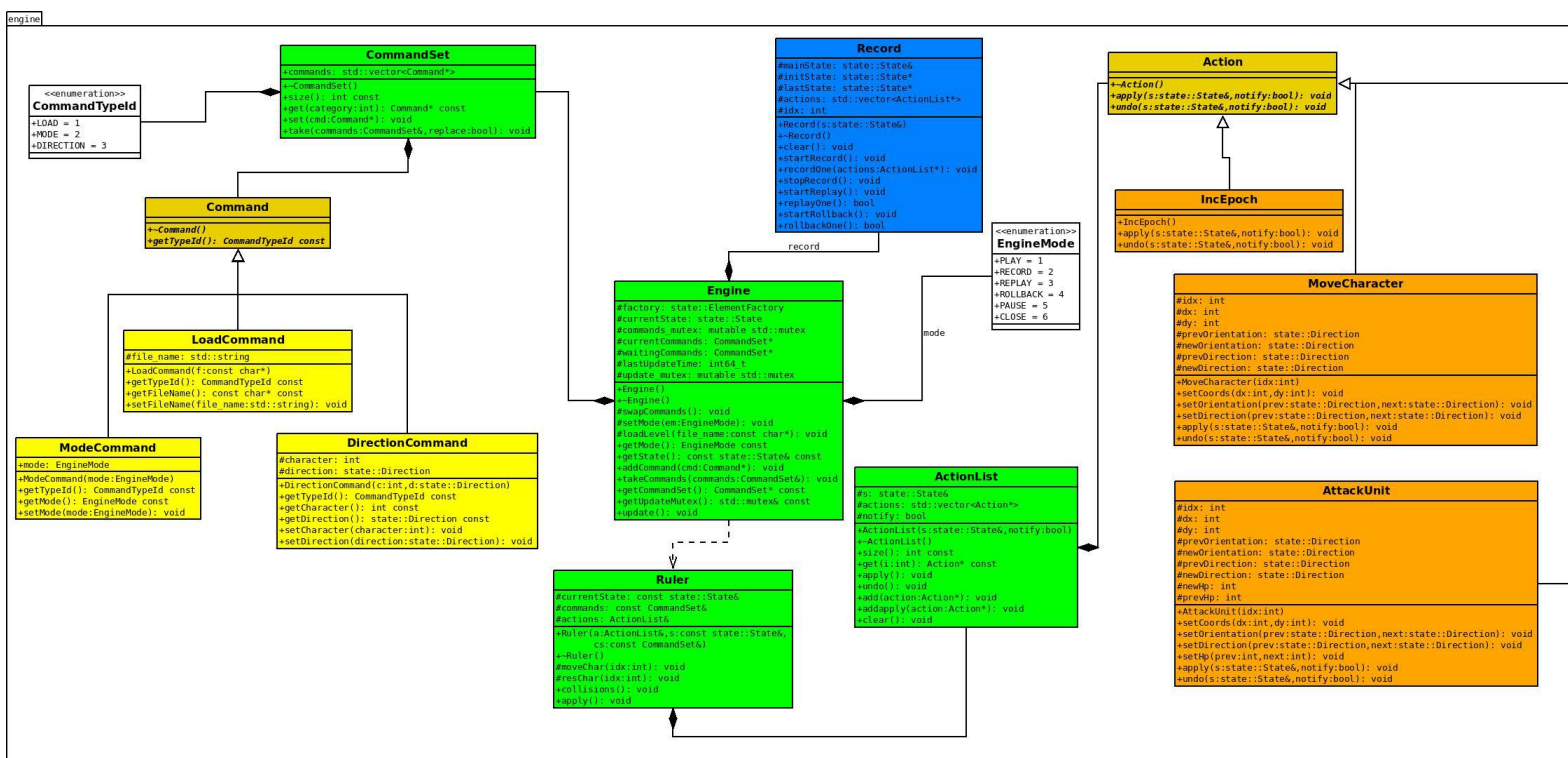 engine
CommandSet
+commands: std::vector<Command*>
+~CommandSet()
+size(): int const
+get(category:int): Command* const
+set(cmd:Command*): void
+take(commands:CommandSet&,replace:bool): void
<<enumeration>>
CommandTypeId
+LOAD = 1
+MODE = 2
+DIRECTION = 3
Command
+~Command()
+getTypeId(): CommandTypeId const
LoadCommand
#file_name: std::string
+LoadCommand(f:const char*)
+getTypeId(): CommandTypeId const
+getFileName(): const char* const
+setFileName(file_name:std::string): void
ModeCommand
+mode: EngineMode
+ModeCommand(mode:EngineMode)
+getTypeId(): CommandTypeId const
+getMode(): EngineMode const
+setMode(mode:EngineMode): void
DirectionCommand
#character: int
#direction: state::Direction
+DirectionCommand(c:int,d:state::Direction)
+getTypeId(): CommandTypeId const
+getCharacter(): int const
+getDirection(): state::Direction const
+setCharacter(character:int): void
+setDirection(direction:state::Direction): void
Record
#mainState: state::State&
#initState: state::State*
#lastState: state::State*
#actions: std::vector<ActionList*>
#idx: int
+Record(s:state::State&)
+~Record()
+clear(): void
+startRecord(): void
+recordOne(actions:ActionList*): void
+stopRecord(): void
+startReplay(): void
+replayOne(): bool
+startRollback(): void
+rollbackOne(): bool
record
<<enumeration>>
EngineMode
+PLAY = 1
+RECORD = 2
+REPLAY = 3
+ROLLBACK = 4
+PAUSE = 5
+CLOSE = 6
mode
Engine
#factory: state::ElementFactory
#currentState: state::State
#commands_mutex: mutable std::mutex
#currentCommands: CommandSet*
#waitingCommands: CommandSet*
#lastUpdateTime: int64_t
#update_mutex: mutable std::mutex
+Engine()
+~Engine()
#swapCommands(): void
#setMode(em:EngineMode): void
#loadLevel(file_name:const char*): void
+getMode(): EngineMode const
+getState(): const state::State& const
+addCommand(cmd:Command*): void
+takeCommands(commands:CommandSet&): void
+getCommandSet(): CommandSet* const
+getUpdateMutex(): std::mutex& const
+update(): void
Ruler
#currentState: const state::State&
#commands: const CommandSet&
#actions: ActionList&
+Ruler(a:ActionList&,s:const state::State&,
cs:const CommandSet&)
+~Ruler()
#moveChar(idx:int): void
#resChar(idx:int): void
+collisions(): void
+apply(): void
ActionList
#s: state::State&
#actions: std::vector<Action*>
#notify: bool
+ActionList(s:state::State&,notify:bool)
+~ActionList()
+size(): int const
+get(i:int): Action* const
+apply(): void
+undo(): void
+add(action:Action*): void
+addapply(action:Action*): void
+clear(): void
Action
+~Action()
+apply(s:state::State&,notify:bool): void
+undo(s:state::State&,notify:bool): void
IncEpoch
+IncEpoch()
+apply(s:state::State&,notify:bool): void
+undo(s:state::State&,notify:bool): void
MoveCharacter
#idx: int
#dx: int
#dy: int
#prevOrientation: state::Direction
#newOrientation: state::Direction
#prevDirection: state::Direction
#newDirection: state::Direction
+MoveCharacter(idx:int)
+setCoords(dx:int,dy:int): void
+setOrientation(prev:state::Direction,next:state::Direction): void
+setDirection(prev:state::Direction,next:state::Direction): void
+apply(s:state::State&,notify:bool): void
+undo(s:state::State&,notify:bool): void
AttackUnit
#idx: int
#dx: int
#dy: int
#prevOrientation: state::Direction
#newOrientation: state::Direction
#prevDirection: state::Direction
#newDirection: state::Direction
#newHp: int
#prevHp: int
+AttackUnit(idx:int)
+setCoords(dx:int,dy:int): void
+setOrientation(prev:state::Direction,next:state::Direction): void
+setDirection(prev:state::Direction,next:state::Direction): void
+setHp(prev:int,next:int): void
+apply(s:state::State&,notify:bool): void
+undo(s:state::State&,notify:bool): void